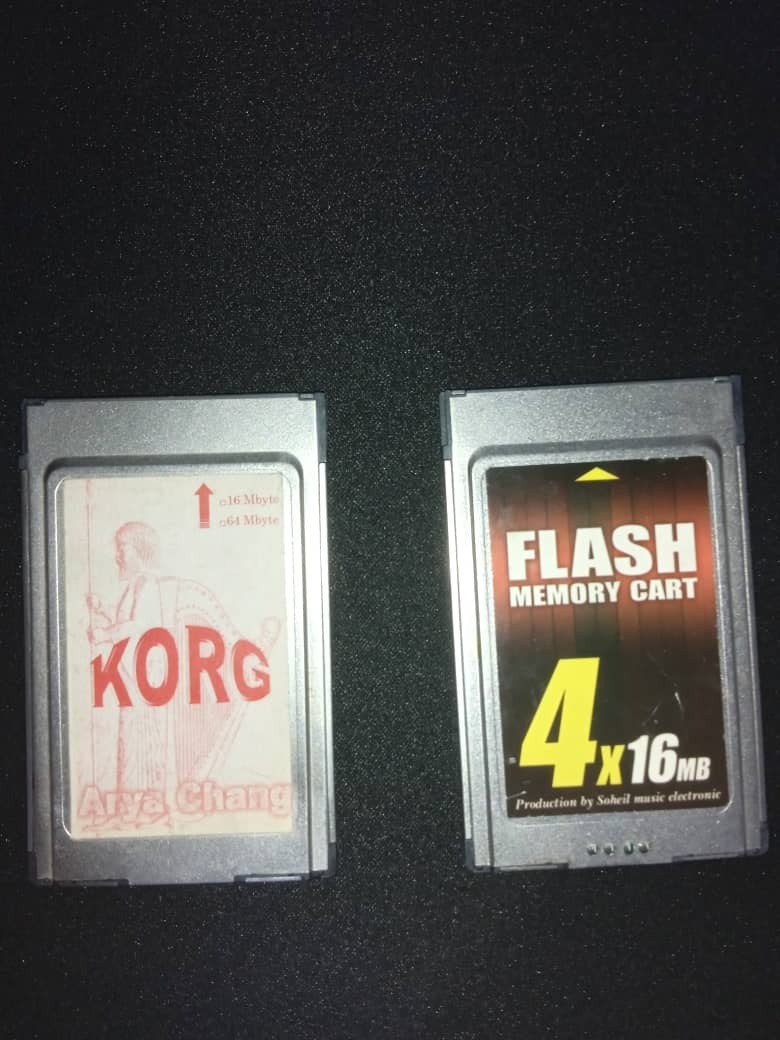 □16 Mbyte
□64 Mbyte
KORG
Arya Chang
FLASH
MEMORY CART
4x16MB
Production by Soheil music electronic